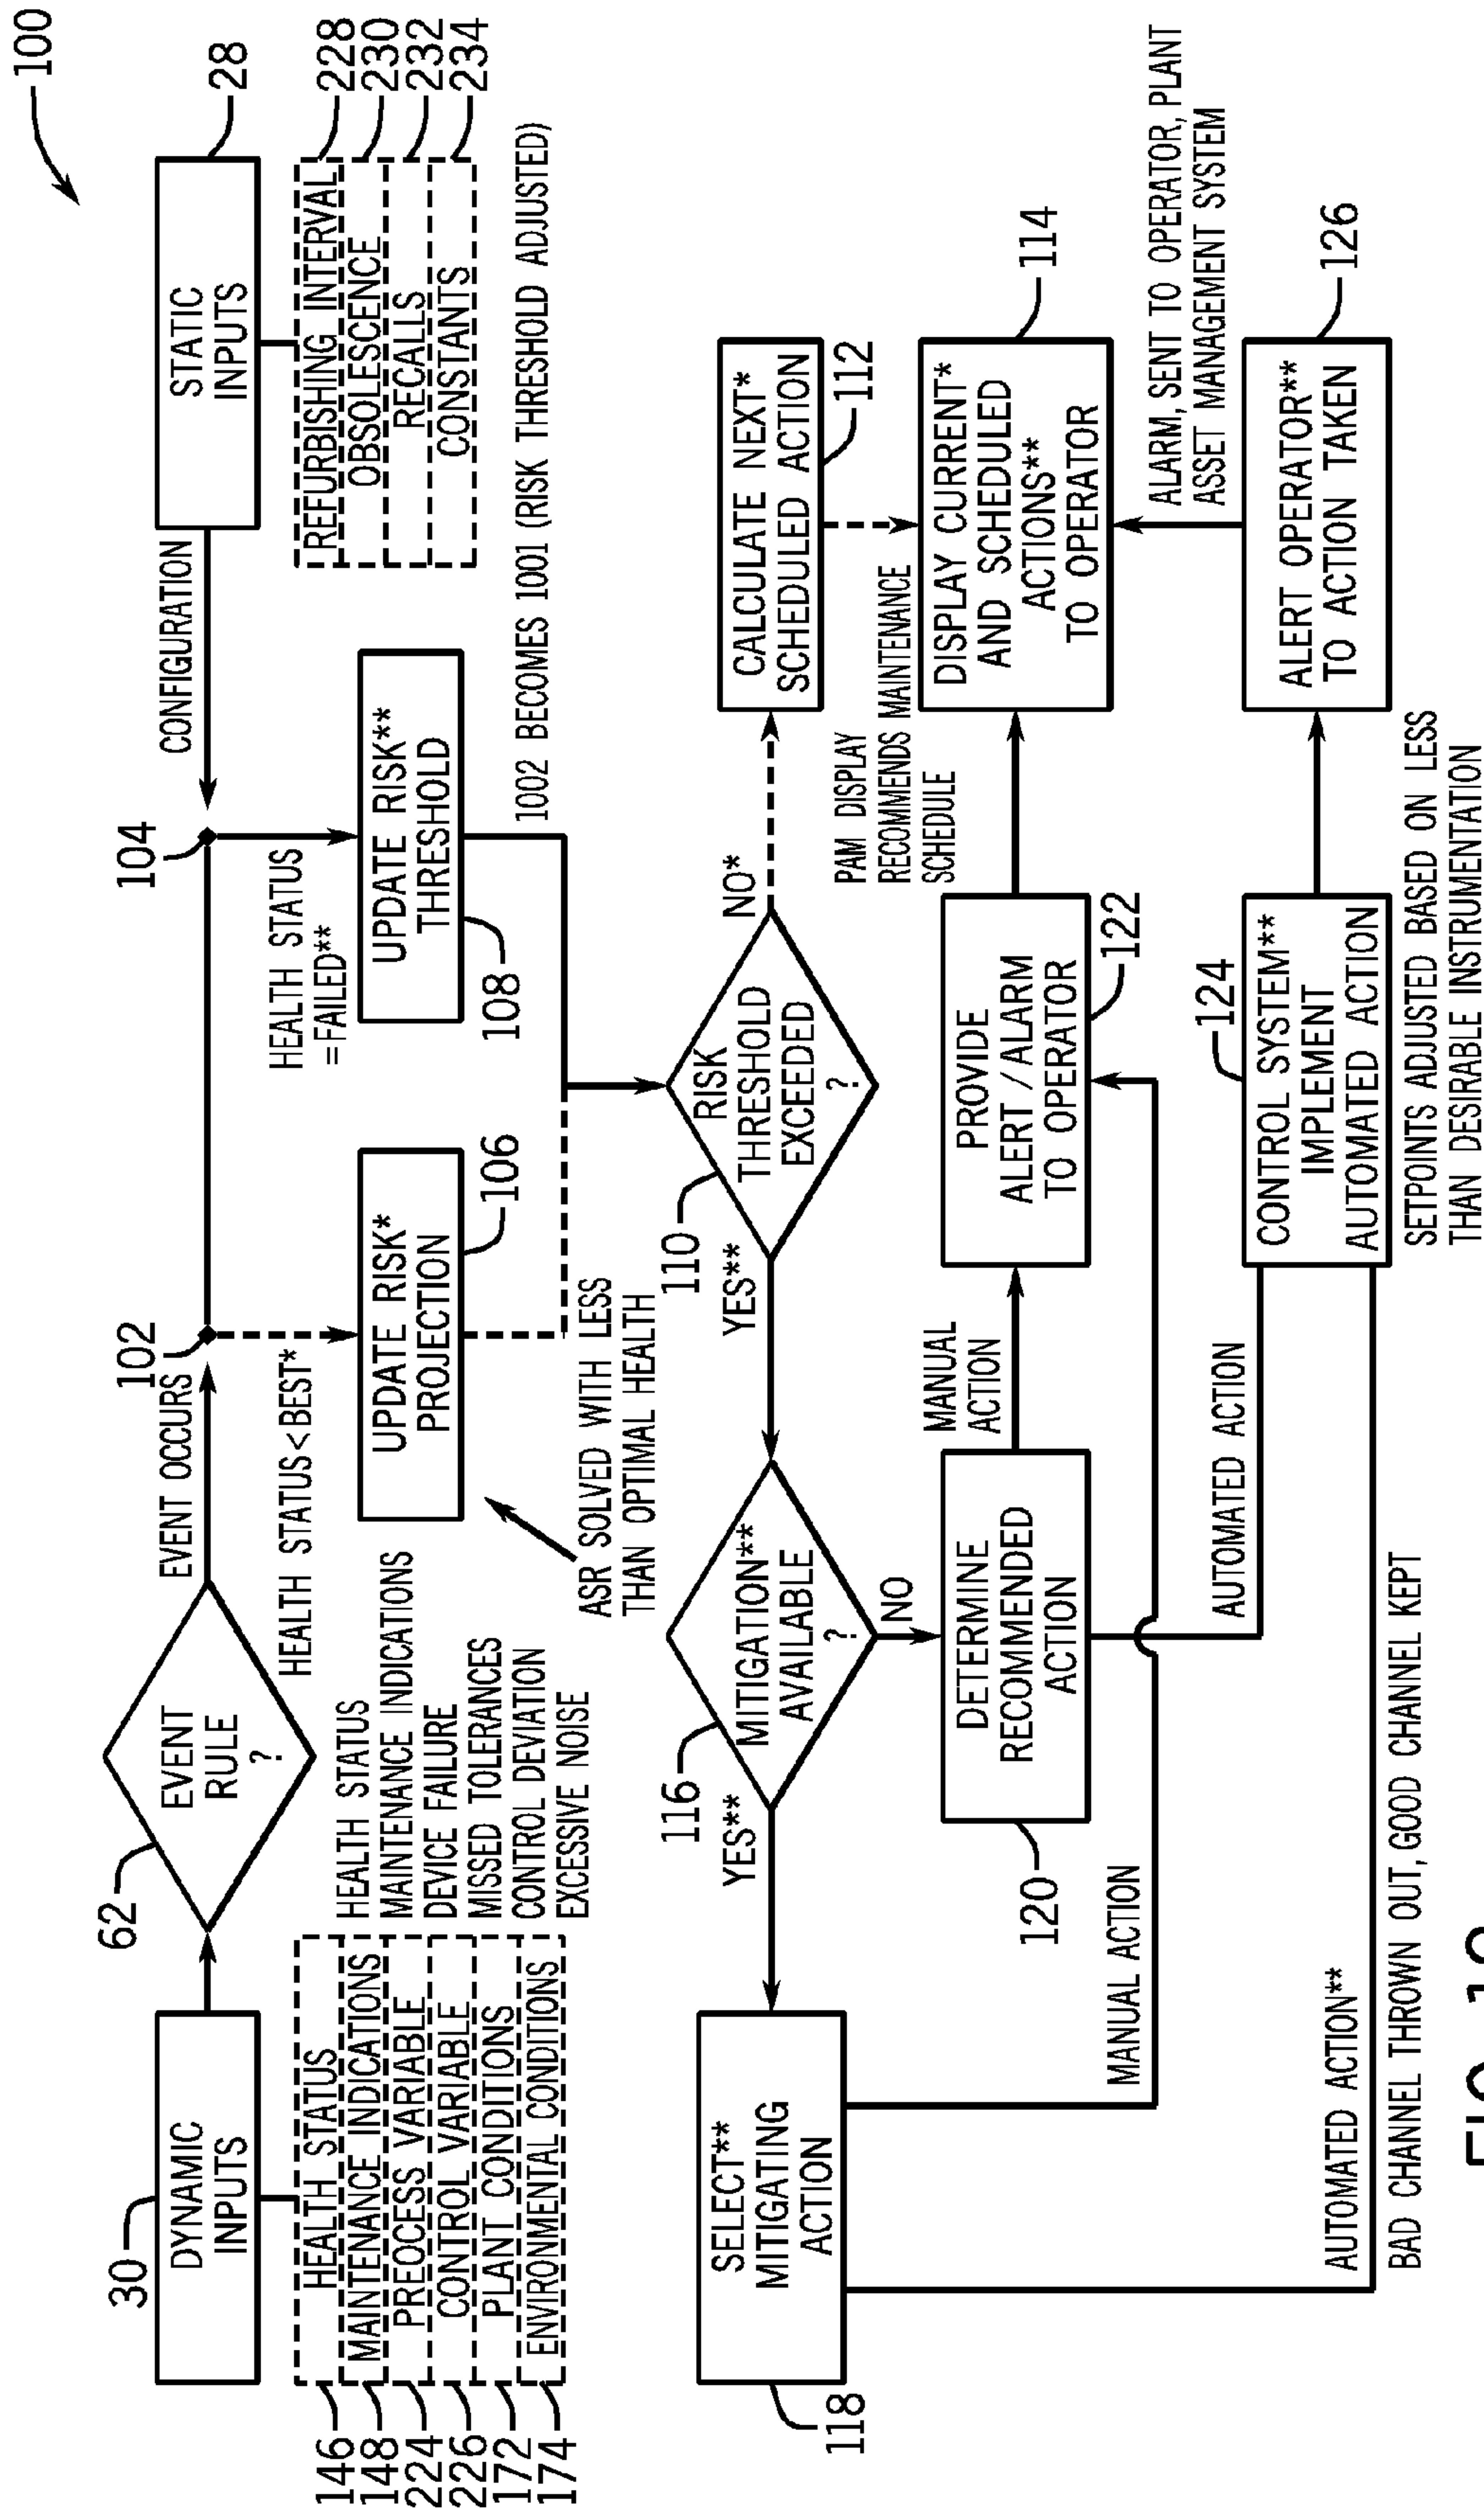 100
30
DYNAMIC
INPUTS
62
EVENT
RULE
?
EVENT OCCURS
102
104
CONFIGURATION
STATIC
INPUTS
28
146
HEALTH STATUS
148
MAINTENANCE INDICATIONS
224
PREOCESS VARIABLE
226
CONTROL VARIABLE
172
PLANT CONDITIONS
174
ENVIRONMENTAL CONDITIONS
HEALTH STATUS
MAINTENANCE INDICATIONS
DEVICE FAILURE
MISSED TOLERANCES
CONTROL DEVIATION
EXCESSIVE NOISE
HEALTH STATUS<BEST*
UPDATE RISK*
PROJECTION
106
ASR SOLVED WITH LESS
THAN OPTIMAL HEALTH
HEALTH STATUS
=FAILED**
UPDATE RISK**
THRESHOLD
108
REFURBISHING INTERVAL
228
OBSOLESCENCE
230
RECALLS
232
CONSTANTS
234
1002 BECOMES 1001 (RISK THRESHOLD ADJUSTED)
118
SELECT**
MITIGATING
ACTION
YES**
116
MITIGATION**
AVAILABLE
?
YES**
110
RISK
THRESHOLD
EXCEEDED
?
NO*
CALCULATE NEXT*
SCHEDULED ACTION
112
NO
120
DETERMINE
RECOMMENDED
ACTION
MANUAL
ACTION
PROVIDE
ALERT/ALARM
TO OPERATOR
122
PAM DISPLAY
RECOMMENDS MAINTENANCE
SCHEDULE
DISPLAY CURRENT*
AND SCHEDULED
ACTIONS**
TO OPERATOR
114
MANUAL ACTION
AUTOMATED ACTION
124
CONTROL SYSTEM**
IMPLEMENT
AUTOMATED ACTION
ALARM, SENT TO OPERATOR, PLANT
ASSET MANAGEMENT SYSTEM
ALERT OPERATOR**
TO ACTION TAKEN
126
AUTOMATED ACTION**
BAD CHANNEL THROWN OUT, GOOD CHANNEL KEPT
SETPOINTS ADJUSTED BASED ON LESS
THAN DESIRABLE INSTRUMENTATION